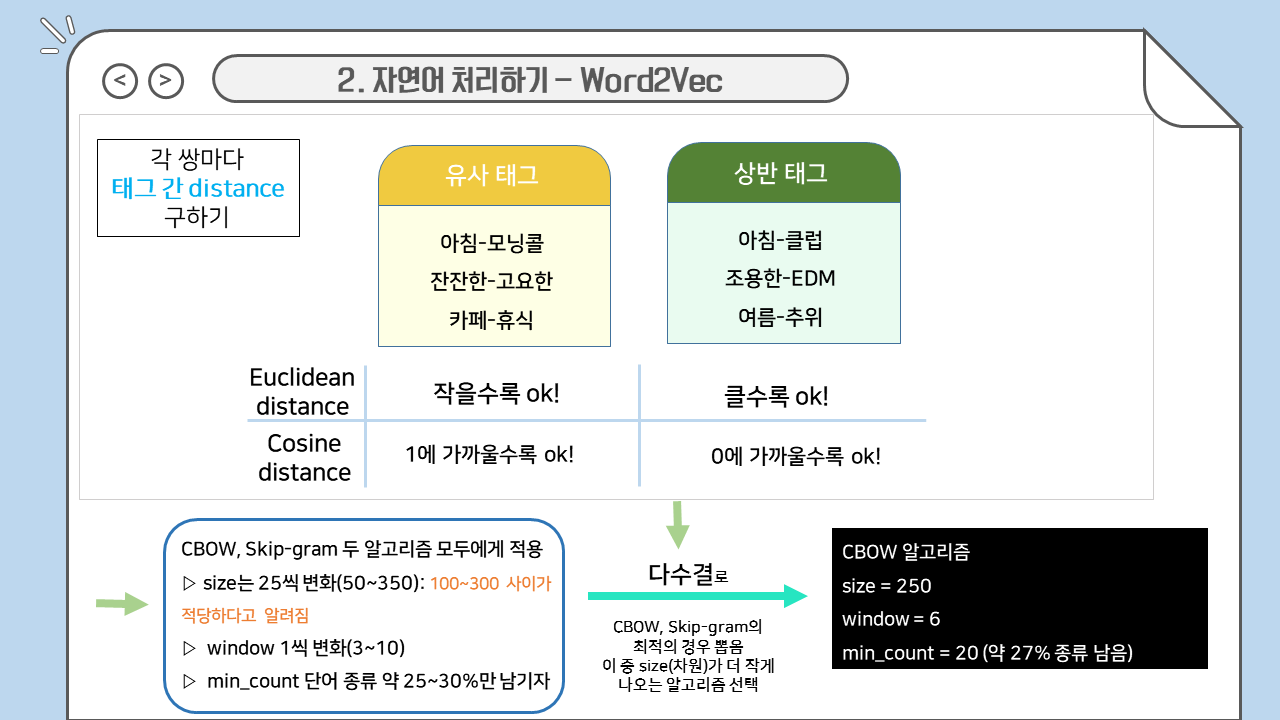 < >
2. 자연어 처리하기 – Word2Vec
각 쌍마다
태그 간 distance
구하기
유사 태그
아침-모닝콜
잔잔한-고요한
카페-휴식
상반 태그
아침-클럽
조용한-EDM
여름-추위
Euclidean
distance
작을수록 ok!
클수록 ok!
Cosine
distance
1에 가까울수록 ok!
0에 가까울수록 ok!
CBOW, Skip-gram 두 알고리즘 모두에게 적용
▷ size는 25씩 변화(50~350): 100~300 사이가
적당하다고 알려짐
▷ window 1씩 변화(3~10)
▷ min_count 단어 종류 약 25~30%만 남기자
다수결로
CBOW, Skip-gram의
최적의 경우 뽑음
이 중 size(차원)가 더 작게
나오는 알고리즘 선택
CBOW 알고리즘
size = 250
window = 6
min_count = 20 (약 27% 종류 남음)